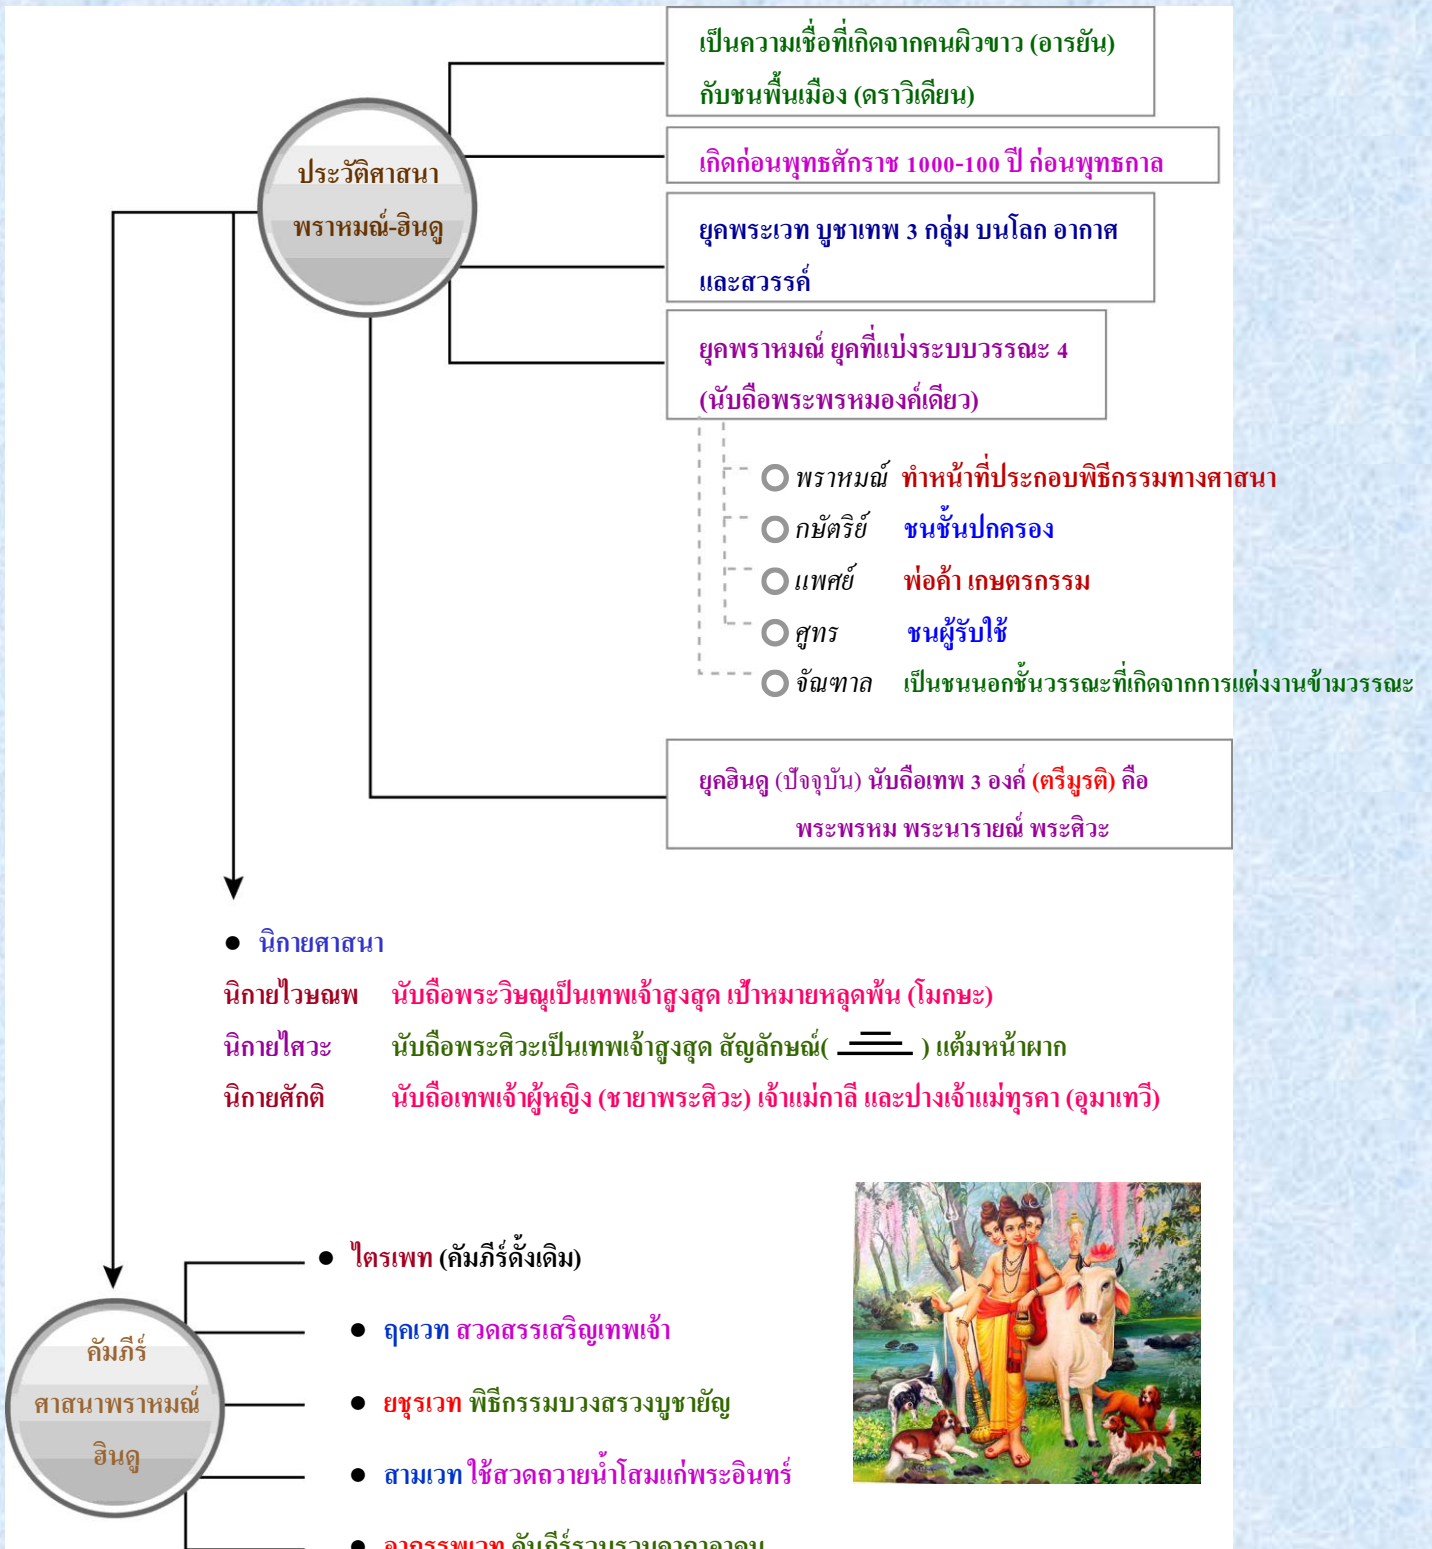 เป็นความเชื่อที่เกิดจากคนผิวขาว (อารยัน)
กับชนพื้นเมือง (ดราวิเดียน)
ประวัติศาสนา
พราหมณ์-ฮินดู
เกิดก่อนพุทธศักราช 1000-100 ปี ก่อนพุทธกาล
ยุคพระเวท บูชาเทพ 3 กลุ่ม บนโลก อากาศ
และสวรรค์
ยุคพราหมณ์ ยุคที่แบ่งระบบวรรณะ 4
(นับถือพระพรหมองค์เดียว)
พราหมณ์ ทำหน้าที่ประกอบพิธีกรรมทางศาสนา
กษัตริย์ ชนชั้นปกครอง
แพศย์ พ่อค้า เกษตรกรรม
ศูทร ชนผู้รับใช้
จัณฑาล เป็นชนนอกชั้นวรรณะที่เกิดจากการแต่งงานข้ามวรรณะ
ยุคฮินดู (ปัจจุบัน) นับถือเทพ 3 องค์ (ตรีมูรติ) คือ
พระพรหม พระนารายณ์ พระศิวะ
● นิกายศาสนา
นิกายไวษณพ นับถือพระวิษณุเป็นเทพเจ้าสูงสุด เป้าหมายหลุดพ้น (โมกษะ)
นิกายไศวะ นับถือพระศิวะเป็นเทพเจ้าสูงสุด สัญลักษณ์( ) แต้มหน้าผาก
นิกายศักติ นับถือเทพเจ้าผู้หญิง (ชายาพระศิวะ) เจ้าแม่กาลี และปางเจ้าแม่ทุรคา (อุมาเทวี)
คัมภีร์
ศาสนาพราหมณ์
ฮินดู
● ไตรเพท (คัมภีร์ดั้งเดิม)
● ฤคเวท สวดสรรเสริญเทพเจ้า
● ยชุรเวท พิธีกรรมบวงสรวงบูชายัญ
● สามเวท ใช้สวดถวายน้ำโสมแก่พระอินทร์
● อาถรรพเวท คัมภีร์รวบรวมคาถาอาคม